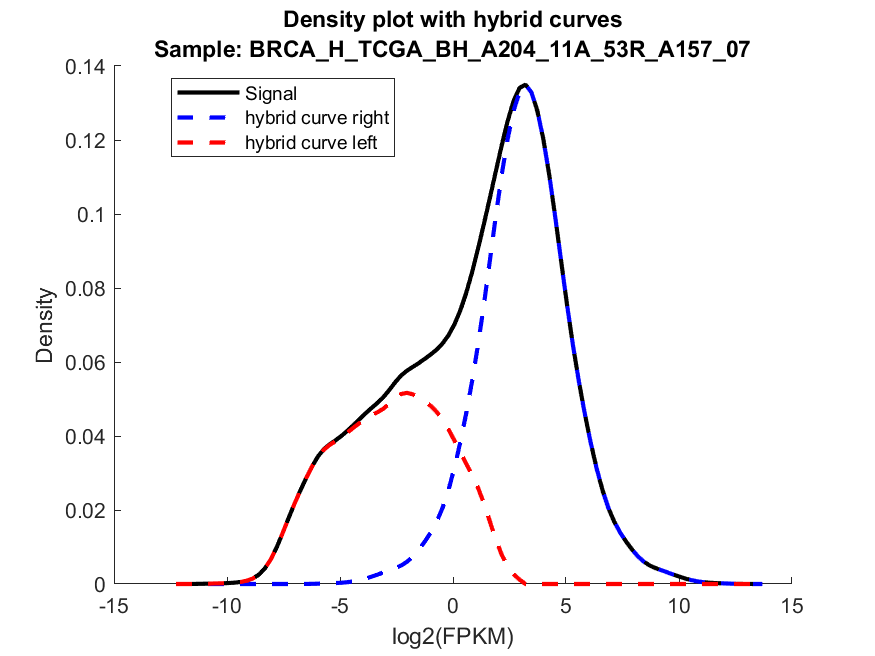 Density plot with hybrid curves
Sample: BRCA_H_TCGA_BH_A204_11A_53R_A157_07
Signal
hybrid curve right
hybrid curve left
Density
0.14
0.12
0.1
0.08
0.06
0.04
0.02
0
-15
-10
-5
0
5
10
15
log2(FPKM)